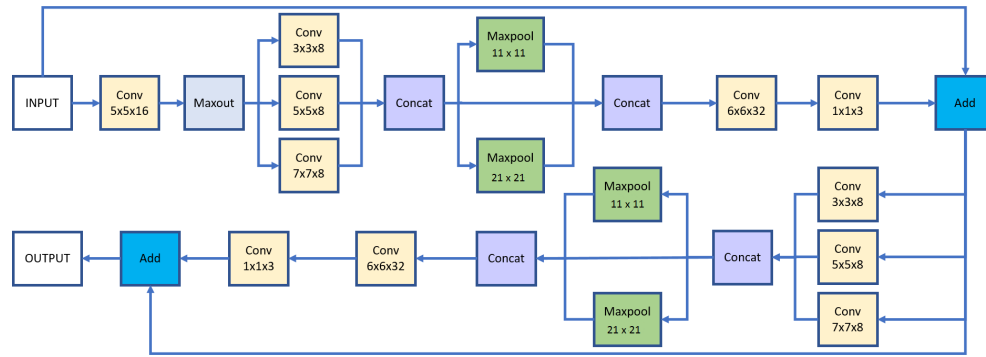 INPUT
Conv
5x5x16
Maxout
Conv
3x3x8
Conv
5x5x8
Conv
7x7x8
Concat
Maxpool
11 x 11
Maxpool
21 x 21
Concat
Conv
6x6x32
Conv
1x1x3
Add
Conv
3x3x8
Conv
5x5x8
Conv
7x7x8
Concat
Maxpool
11 x 11
Maxpool
21 x 21
Concat
Conv
6x6x32
Conv
1x1x3
Add
OUTPUT